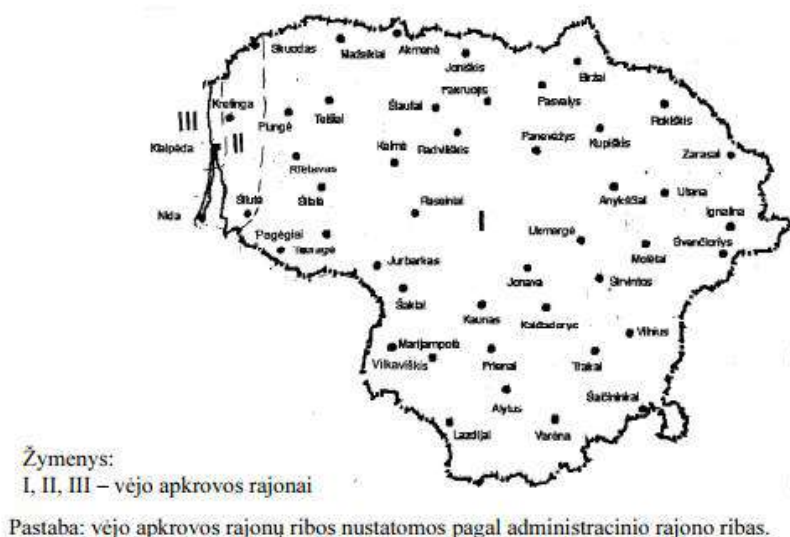 Skuodas
Mažeikiai
Akmenė
Joniškis
Biržai
Pakruojis
Pasvalys
Rokiškis
Kretinga
III
Plungė
Telšiai
Šiauliai
Radviliškis
Panevėžys
Kupiškis
Klaipėda
II
Kelmė
Zarasai
Rietavas
Šilutė
Šilalė
Raseiniai
I
Anykščiai
Utena
Ignalina
Nida
Pagėgiai
Tauragė
Ukmergė
Molėtai
Švenčionys
Jurbarkas
Jonava
Širvintos
Šakiai
Kaunas
Kaišiadorys
Vilnius
Marijampolė
Vilkaviškis
Prienai
Trakai
Alytus
Šalčininkai
Lazdijai
Varėna
Žymenys:
I, II, III – vėjo apkrovos rajonai
Pastaba: vėjo apkrovos rajonų ribos nustatomos pagal administracinio rajono ribas.